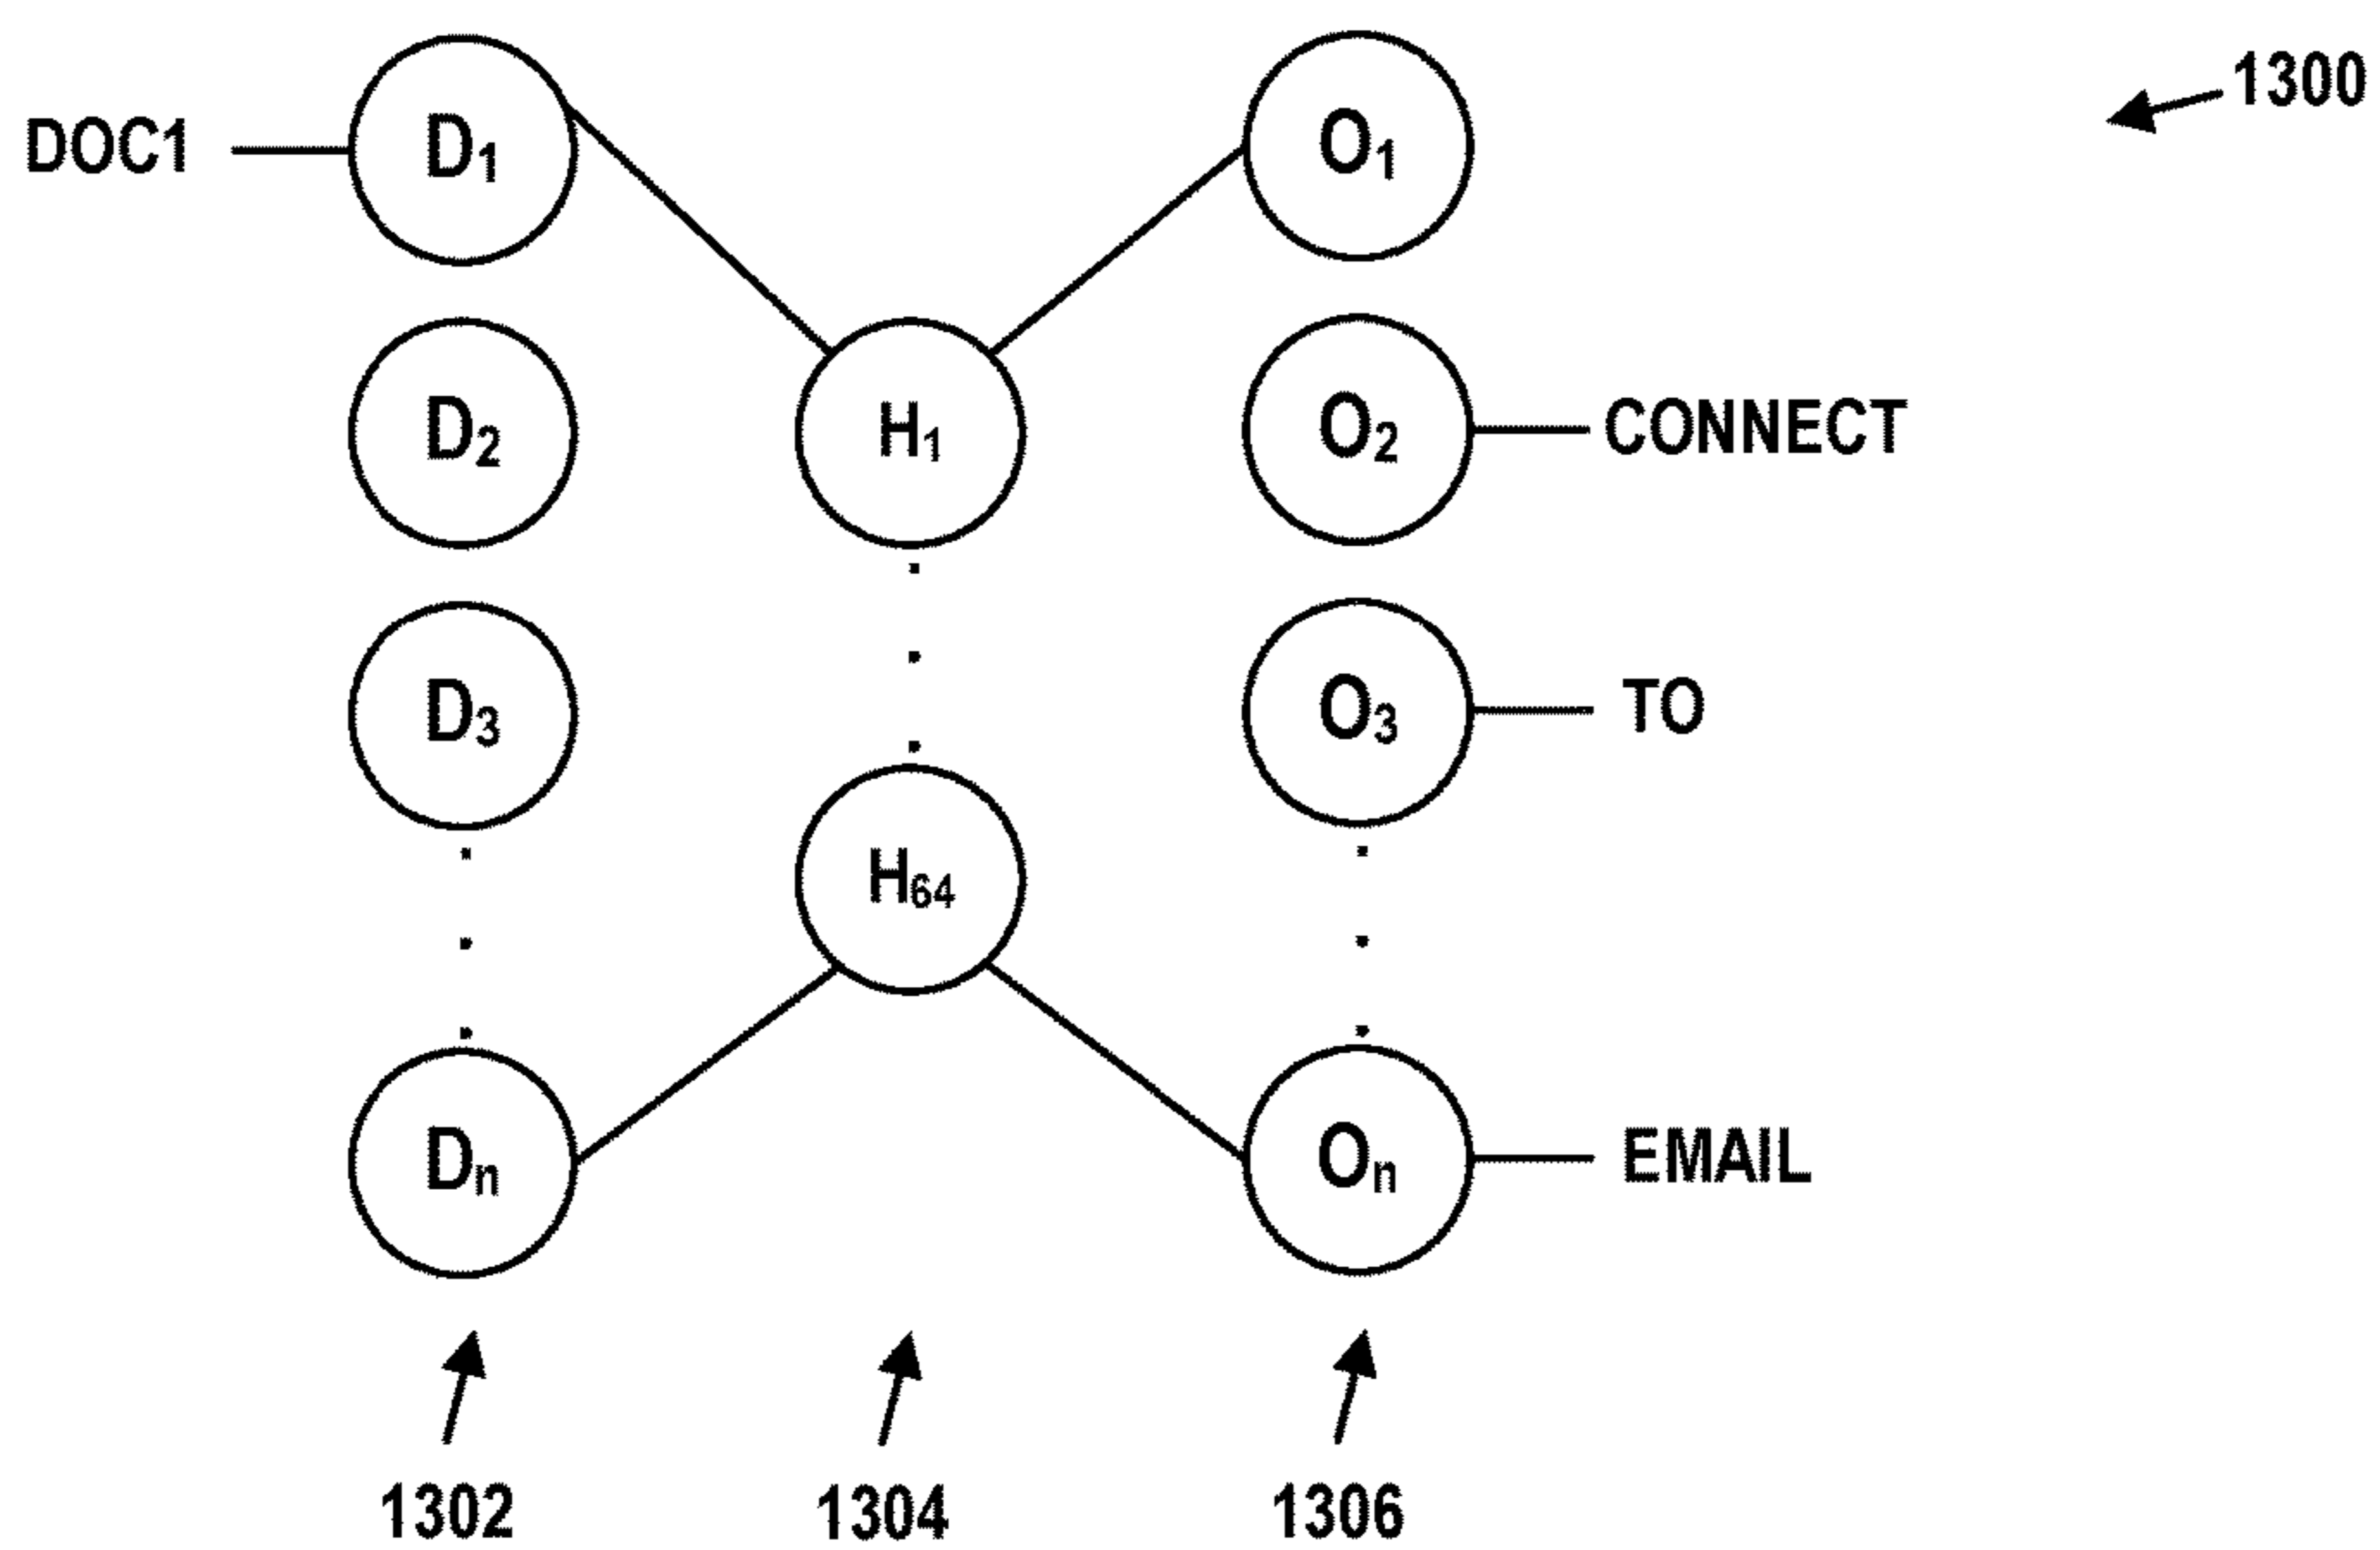 1300
DOC1 D1 O1
D2 H1 O2 CONNECT
D3 O3 TO
H64
Dn On EMAIL
1302 1304 1306